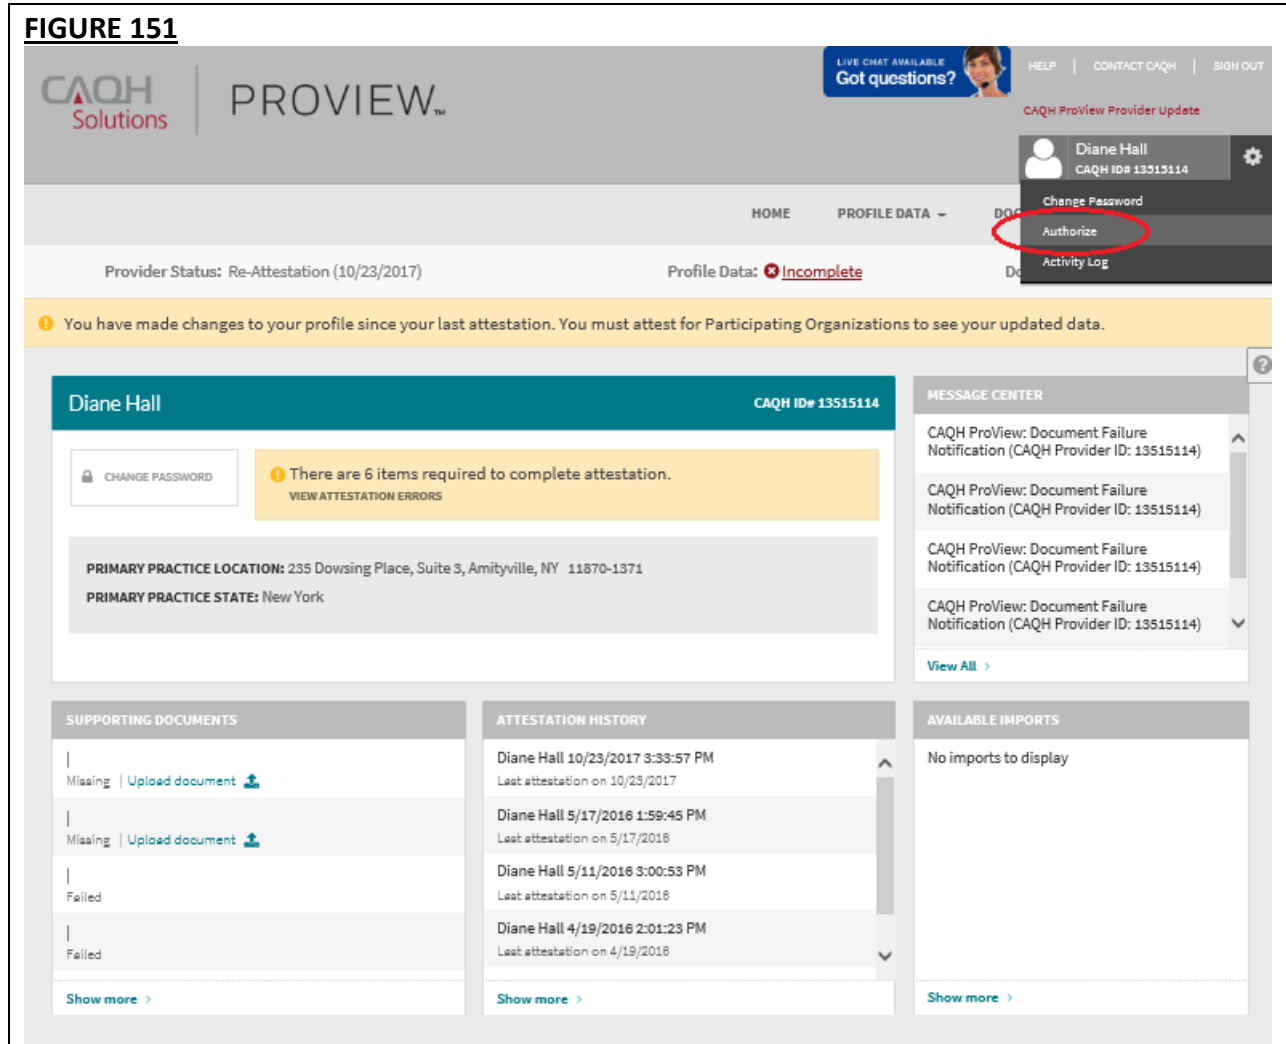 FIGURE 151
CAQH
Solutions
PROVIEW™
LIVE CHAT AVAILABLE
Got questions?
HELP | CONTACT CAQH | SIGN OUT
CAQH ProView Provider Update
Diane Hall
CAQH ID# 13515114
Change Password
Authorize
Activity Log
HOME PROFILE DATA DOC
Provider Status: Re-Attestation (10/23/2017) Profile Data: Incomplete Do
You have made changes to your profile since your last attestation. You must attest for Participating Organizations to see your updated data.
Diane Hall CAQH ID# 13515114
CHANGE PASSWORD
There are 6 items required to complete attestation.
VIEW ATTESTATION ERRORS
PRIMARY PRACTICE LOCATION: 235 Dowsing Place, Suite 3, Amityville, NY 11870-1371
PRIMARY PRACTICE STATE: New York
MESSAGE CENTER
CAQH ProView: Document Failure
Notification (CAQH Provider ID: 13515114)
CAQH ProView: Document Failure
Notification (CAQH Provider ID: 13515114)
CAQH ProView: Document Failure
Notification (CAQH Provider ID: 13515114)
CAQH ProView: Document Failure
Notification (CAQH Provider ID: 13515114)
View All >
SUPPORTING DOCUMENTS
|
Missing | Upload document
|
Missing | Upload document
|
Failed
|
Failed
Show more >
ATTESTATION HISTORY
Diane Hall 10/23/2017 3:33:57 PM
Last attestation on 10/23/2017
Diane Hall 5/17/2016 1:59:45 PM
Last attestation on 5/17/2016
Diane Hall 5/11/2016 3:00:53 PM
Last attestation on 5/11/2016
Diane Hall 4/19/2016 2:01:23 PM
Last attestation on 4/19/2016
Show more >
AVAILABLE IMPORTS
No imports to display
Show more >